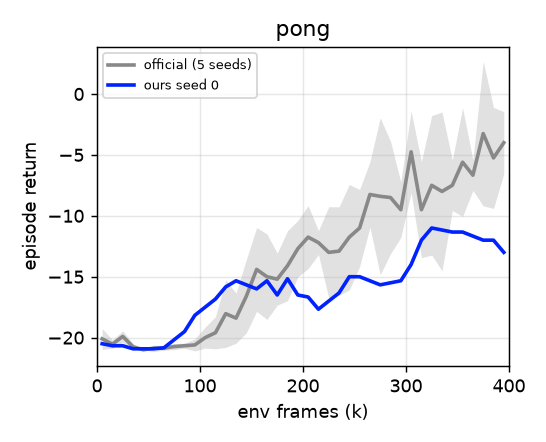 pong
official (5 seeds)
ours seed 0
episode return
0
−5
−10
−15
−20
0
100
200
300
400
env frames (k)